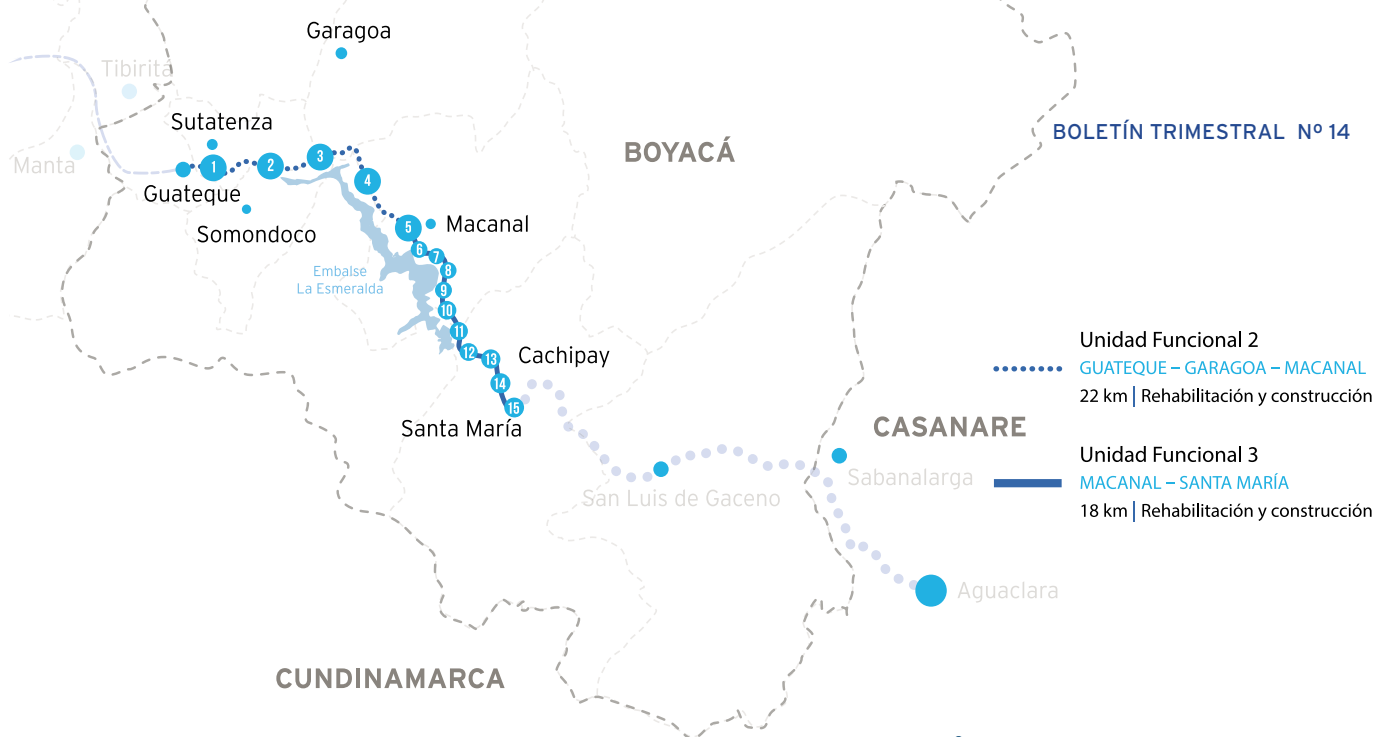 Garagoa
Tibirita
Sutatenza
BOLETÍN TRIMESTRAL Nº 14
BOYACÁ
Manta
1
2
3
4
Guateque
Somondoco
5
Macanal
6
7
8
Embalse
La Esmeralda
9
10
11
12
13
Cachipay
14
15
Santa María
Unidad Funcional 2
GUATEQUE – GARAGOA – MACANAL
22 km | Rehabilitación y construcción
CASANARE
Unidad Funcional 3
MACANAL – SANTA MARÍA
18 km | Rehabilitación y construcción
Sabanalarga
San Luis de Gaceno
Aguaclara
CUNDINAMARCA